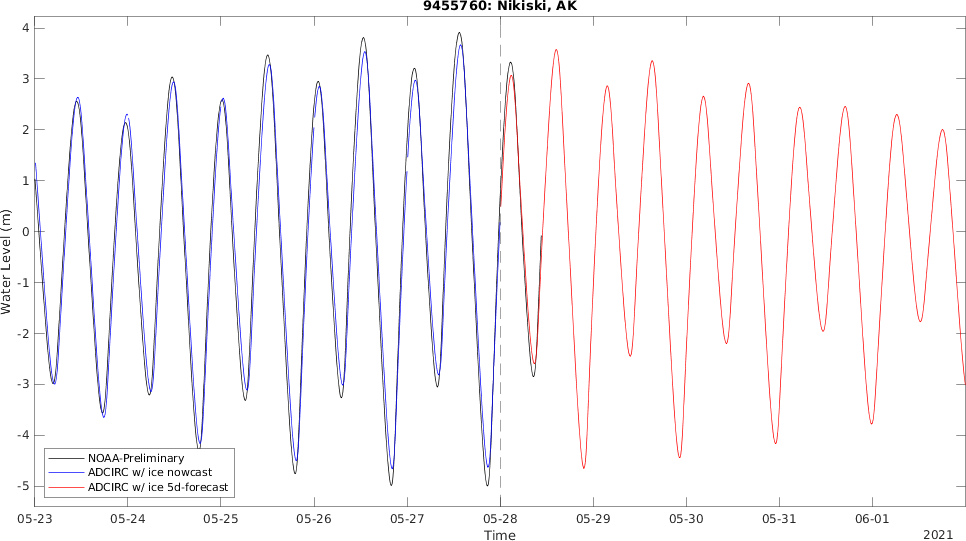 9455760: Nikiski, AK
4
3
2
1
0
-1
-2
-3
-4
-5
Water Level (m)
NOAA-Preliminary
ADCIRC w/ ice nowcast
ADCIRC w/ ice 5d-forecast
05-23 05-24 05-25 05-26 05-27 05-28 05-29 05-30 05-31 06-01
Time
2021